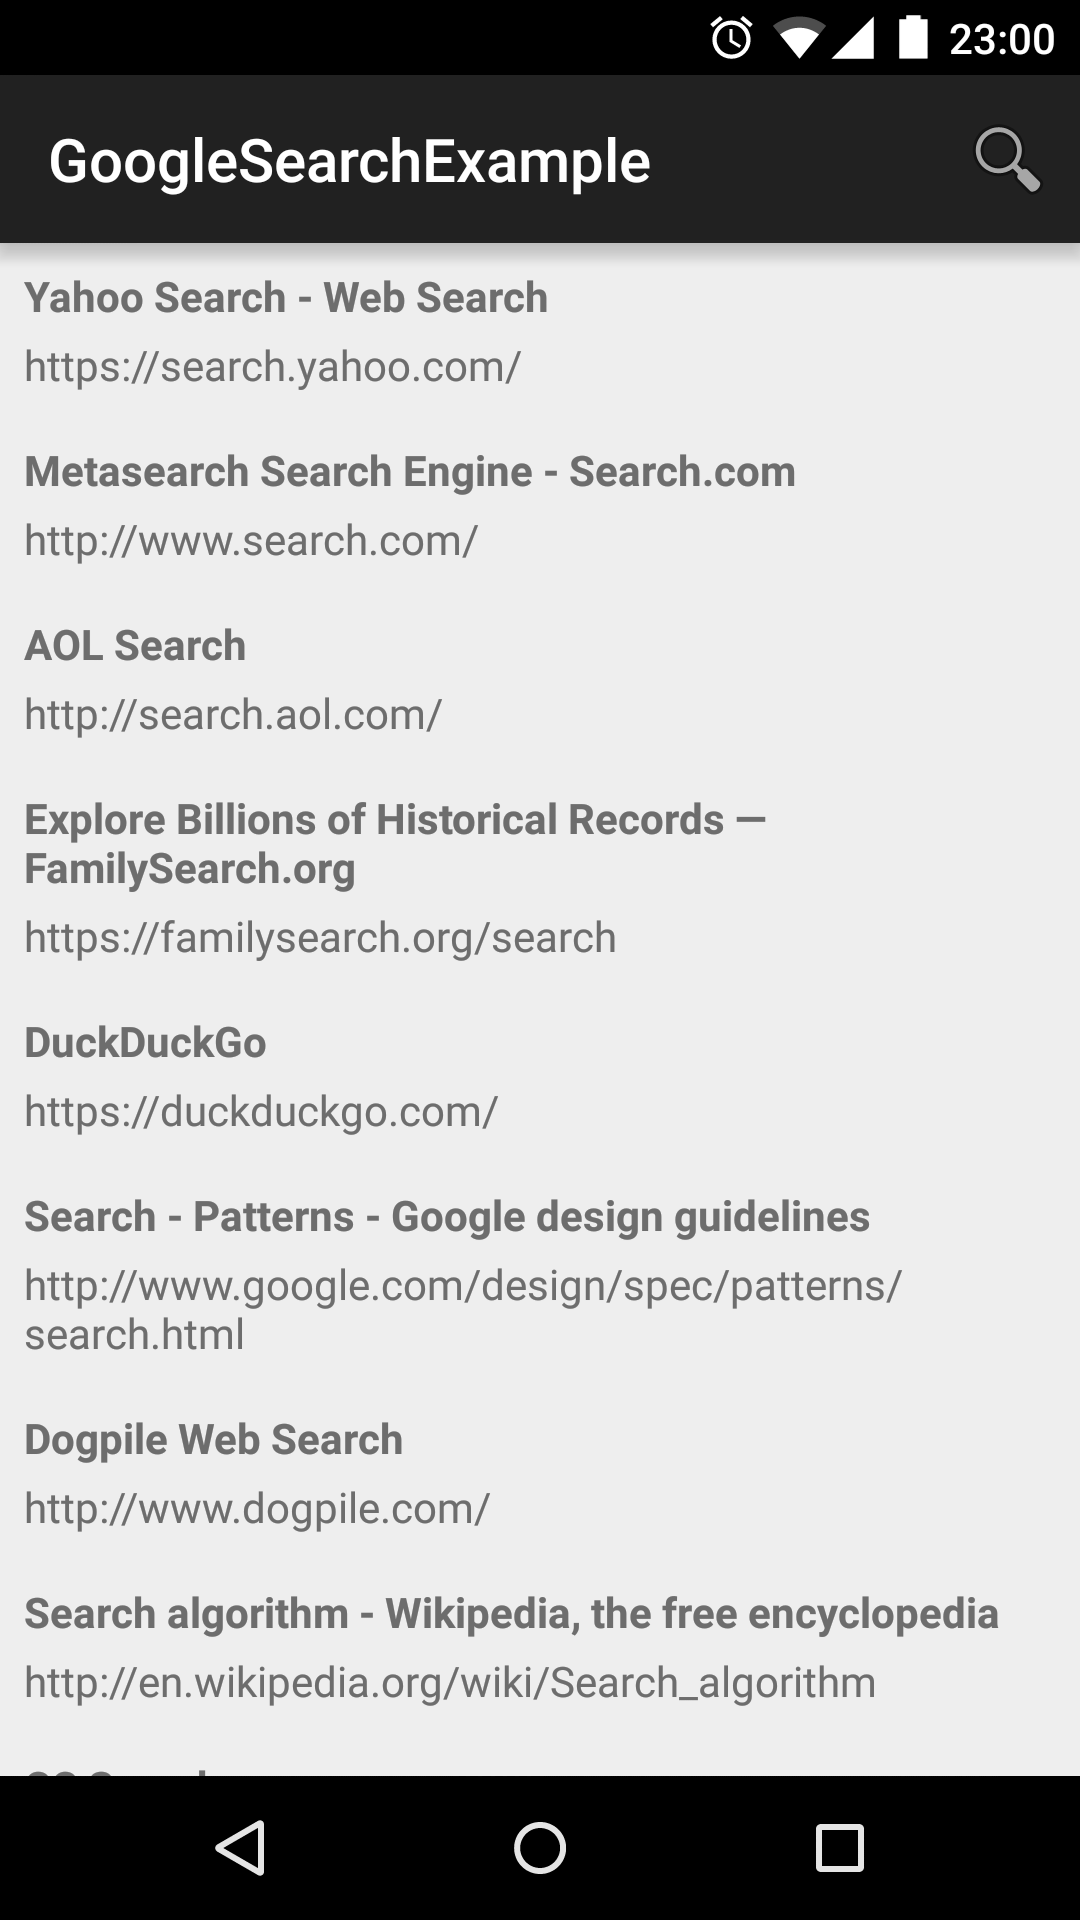 23:00
GoogleSearchExample
Yahoo Search - Web Search
https://search.yahoo.com/
Metasearch Search Engine - Search.com
http://www.search.com/
AOL Search
http://search.aol.com/
Explore Billions of Historical Records —
FamilySearch.org
https://familysearch.org/search
DuckDuckGo
https://duckduckgo.com/
Search - Patterns - Google design guidelines
http://www.google.com/design/spec/patterns/
search.html
Dogpile Web Search
http://www.dogpile.com/
Search algorithm - Wikipedia, the free encyclopedia
http://en.wikipedia.org/wiki/Search_algorithm